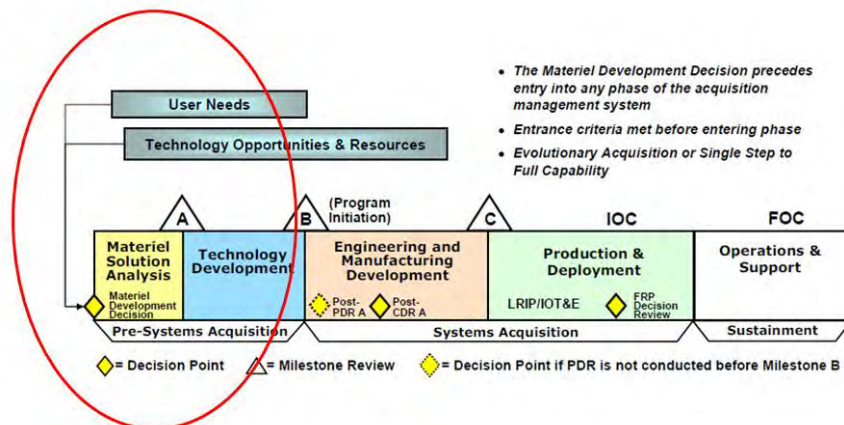 User Needs
Technology Opportunities & Resources
• The Materiel Development Decision precedes
entry into any phase of the acquisition
management system
• Entrance criteria met before entering phase
• Evolutionary Acquisition or Single Step to
Full Capability
A
B
(Program
Initiation)
C
IOC
FOC
Materiel
Solution
Analysis
Technology
Development
Engineering and
Manufacturing
Development
Production &
Deployment
Operations &
Support
Materiel
Development
Decision
Post-
PDR A
Post-
CDR A
LRIP/IOT&E
FRP
Decision
Review
Pre-Systems Acquisition
Systems Acquisition
Sustainment
= Decision Point
= Milestone Review
= Decision Point if PDR is not conducted before Milestone B